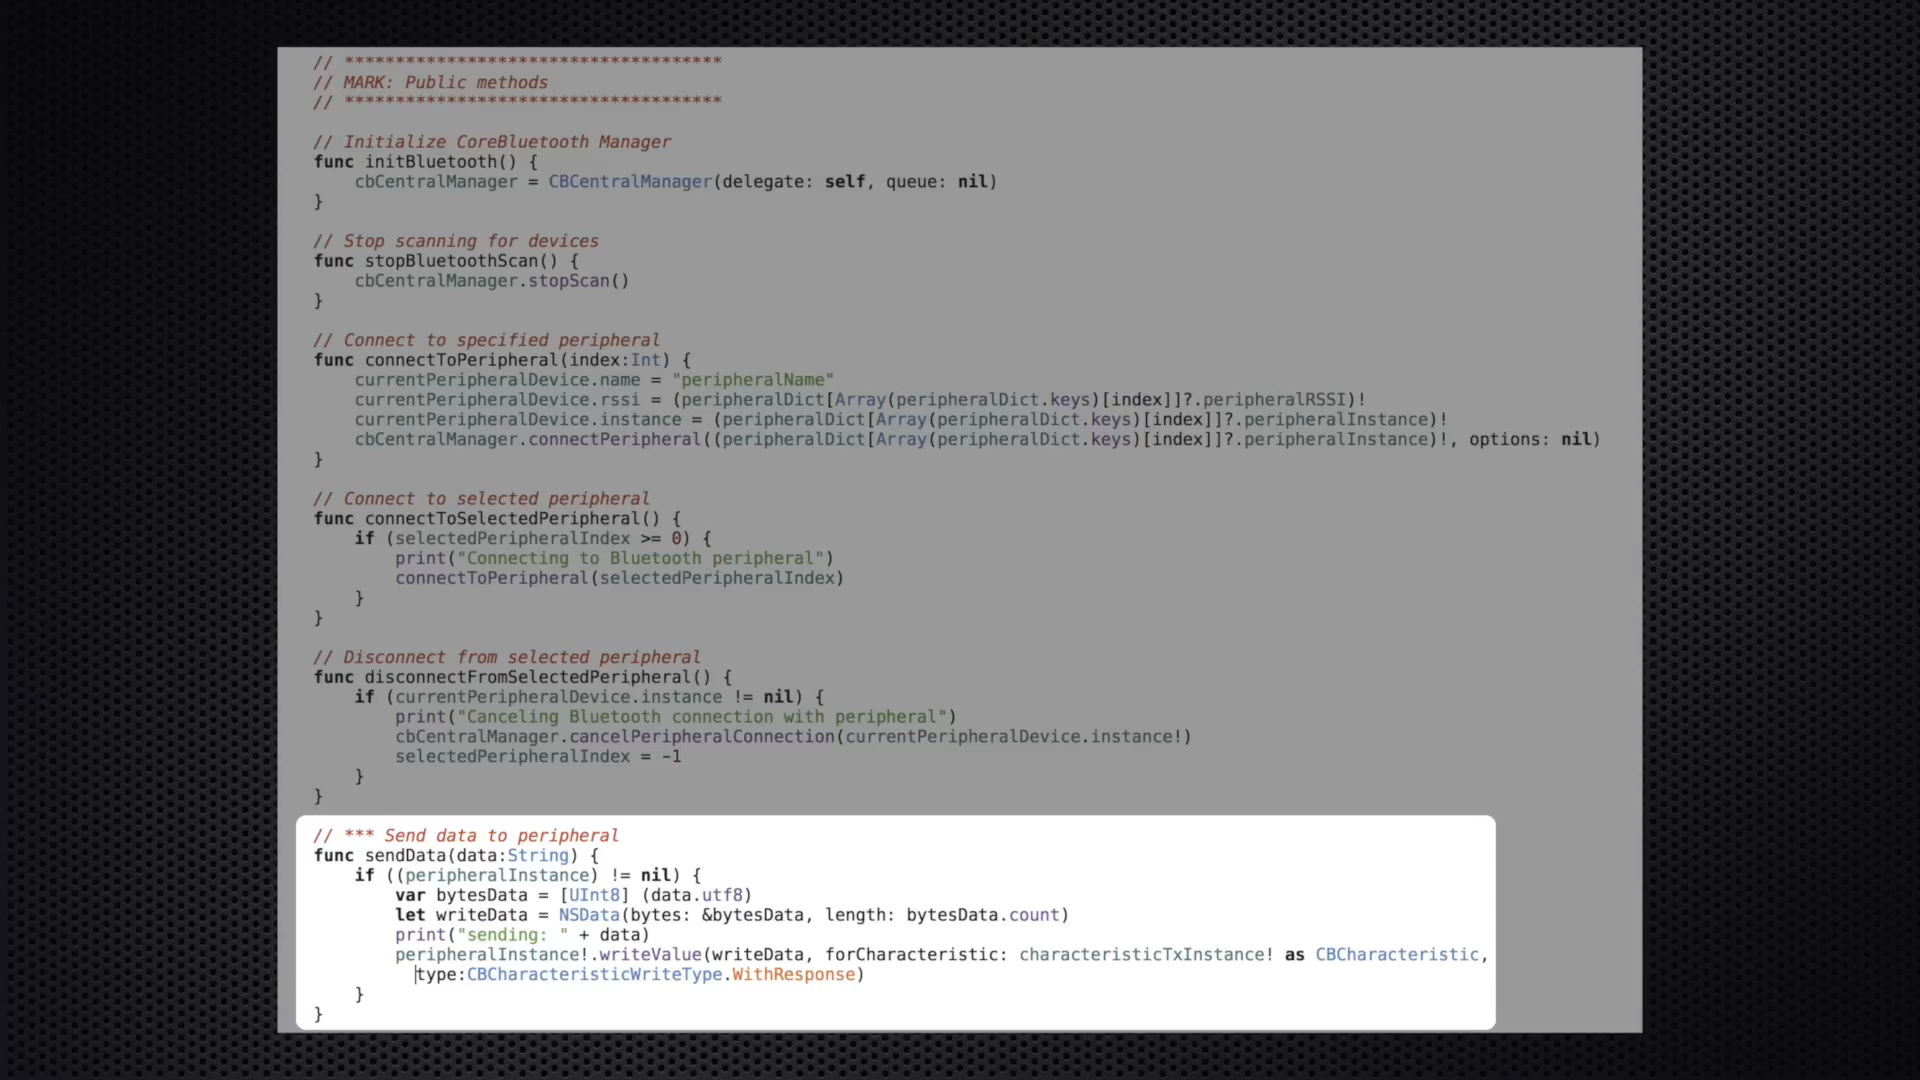 // *************************************
// MARK: Public methods
// *************************************
// Initialize CoreBluetooth Manager
func initBluetooth() {
cbCentralManager = CBCentralManager(delegate: self, queue: nil)
}
// Stop scanning for devices
func stopBluetoothScan() {
cbCentralManager.stopScan()
}
// Connect to specified peripheral
func connectToPeripheral(index:Int) {
currentPeripheralDevice.name = "peripheralName"
currentPeripheralDevice.rssi = (peripheralDict[Array(peripheralDict.keys)[index]]?.peripheralRSSI)!
currentPeripheralDevice.instance = (peripheralDict[Array(peripheralDict.keys)[index]]?.peripheralInstance)!
cbCentralManager.connectPeripheral((peripheralDict[Array(peripheralDict.keys)[index]]?.peripheralInstance)!, options: nil)
}
// Connect to selected peripheral
func connectToSelectedPeripheral() {
if (selectedPeripheralIndex >= 0) {
print("Connecting to Bluetooth peripheral")
connectToPeripheral(selectedPeripheralIndex)
}
}
// Disconnect from selected peripheral
func disconnectFromSelectedPeripheral() {
if (currentPeripheralDevice.instance != nil) {
print("Canceling Bluetooth connection with peripheral")
cbCentralManager.cancelPeripheralConnection(currentPeripheralDevice.instance!)
selectedPeripheralIndex = -1
}
}
// *** Send data to peripheral
func sendData(data:String) {
if ((peripheralInstance) != nil) {
var bytesData = [UInt8] (data.utf8)
let writeData = NSData(bytes: &bytesData, length: bytesData.count)
print("sending: " + data)
peripheralInstance!.writeValue(writeData, forCharacteristic: characteristicTxInstance! as CBCharacteristic,
type:CBCharacteristicWriteType.WithResponse)
}
}